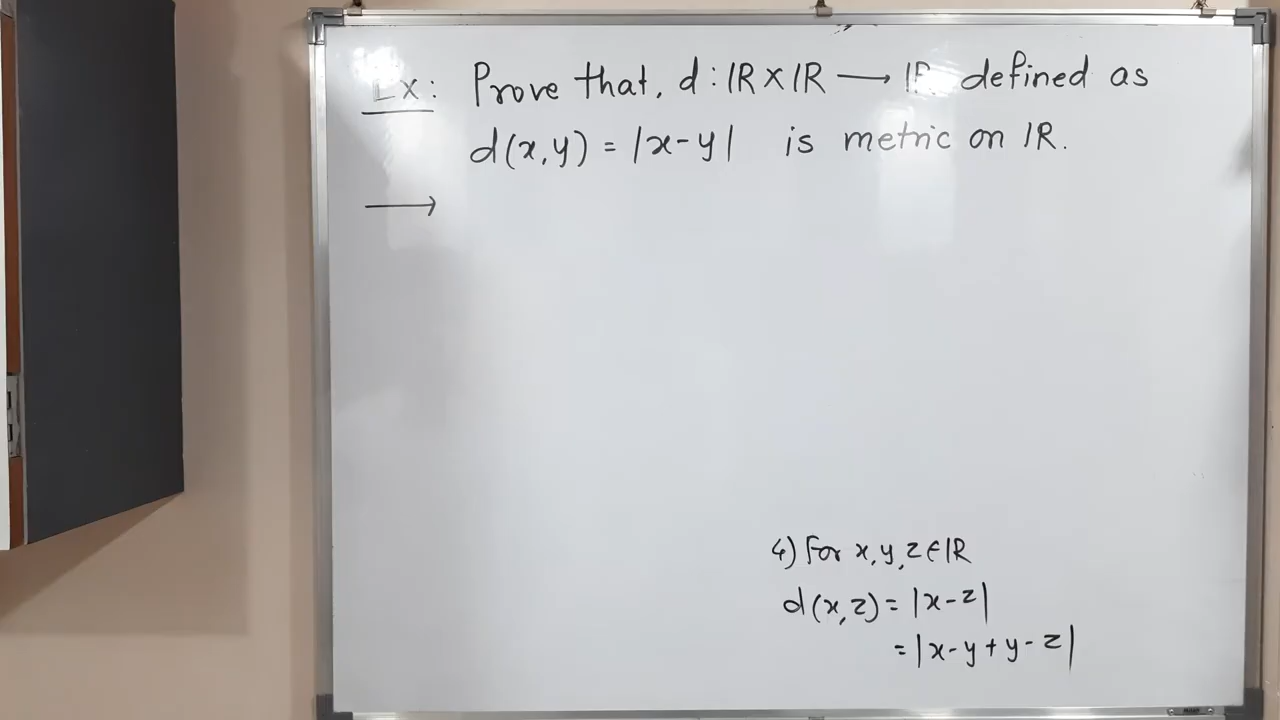 Ex: Prove that, d : IR × IR → IR defined as
d(x,y) = |x-y| is metric on IR.
→
4) For x,y,z ∈ IR
d(x,z) = |x-z|
= |x-y+y-z|